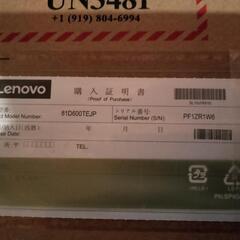 UN3481
+1 (919) 804-6994
Lenovo
購入証明書
(Proof of Purchase)
Model Number:
81D600TEJP
シリアル番号:
Serial Number (S/N)
PF1ZR1W6
年 月 日
TEL.